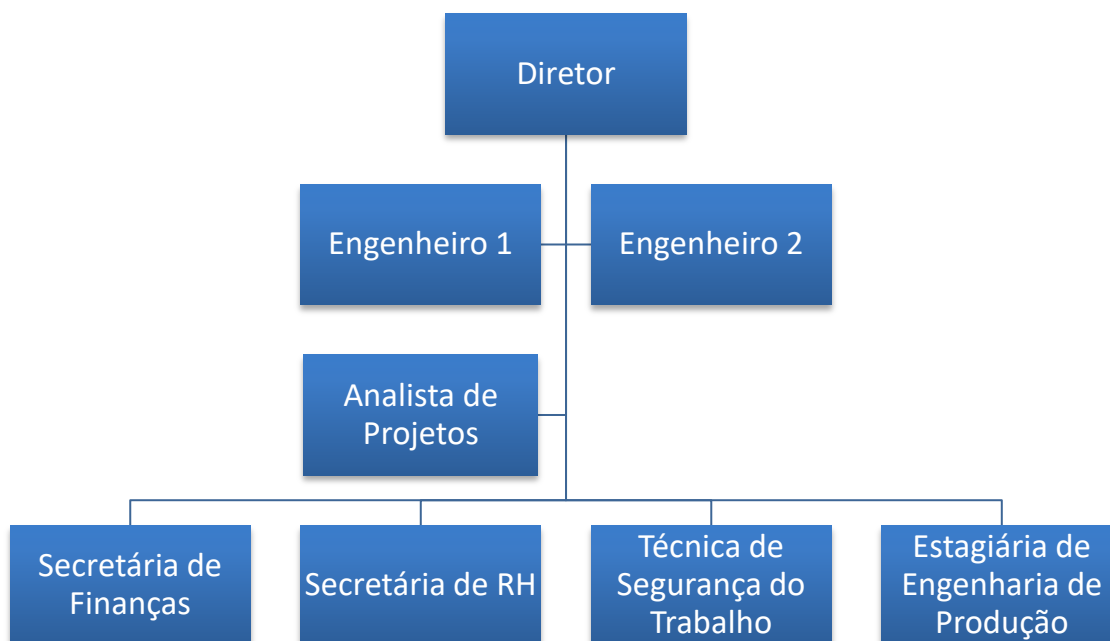 Diretor
Engenheiro 1
Engenheiro 2
Analista de
Projetos
Secretária de
Finanças
Secretária de RH
Técnica de
Segurança do
Trabalho
Estagiária de
Engenharia de
Produção